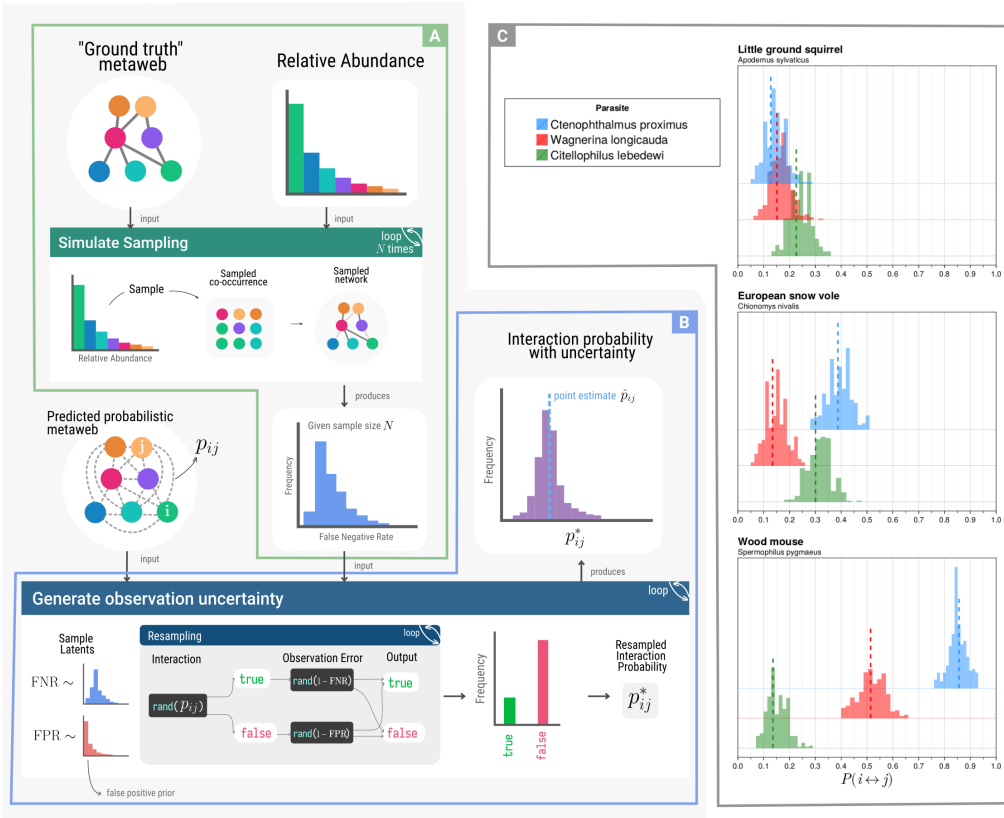 A
"Ground truth"
metaweb
Relative Abundance
input
input
Simulate Sampling
loop
N times
Sample
Relative Abundance
Sampled
co-occurrence
Sampled
network
produces
Given sample size N
Frequency
False Negative Rate
Predicted probabilistic
metaweb
j
i
p_{ij}
input
input
B
Interaction probability
with uncertainty
point estimate p̂_{ij}
Frequency
p^*_{ij}
produces
Generate observation uncertainty
loop
Sample
Latents
FNR ∼
FPR ∼
false positive prior
Resampling
loop
Interaction
Observation Error
Output
rand(p_{ij})
true
false
rand(1−FNR)
rand(1−FPR)
true
false
Frequency
true
false
Resampled
Interaction
Probability
p^*_{ij}
C
Parasite
Ctenophthalmus proximus
Wagnerina longicauda
Citellophilus lebedewi
Little ground squirrel
Apodemus sylvaticus
0.0 0.1 0.2 0.3 0.4 0.5 0.6 0.7 0.8 0.9 1.0
European snow vole
Chionomys nivalis
0.0 0.1 0.2 0.3 0.4 0.5 0.6 0.7 0.8 0.9 1.0
Wood mouse
Spermophilus pygmaeus
0.0 0.1 0.2 0.3 0.4 0.5 0.6 0.7 0.8 0.9 1.0
P(i↔j)